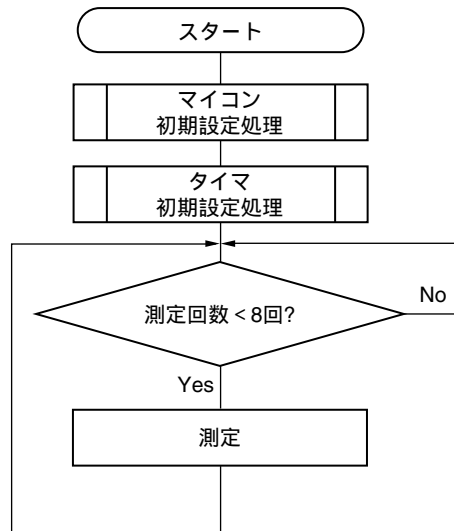 スタート
マイコン
初期設定処理
タイマ
初期設定処理
測定回数<8回?
No
Yes
測定